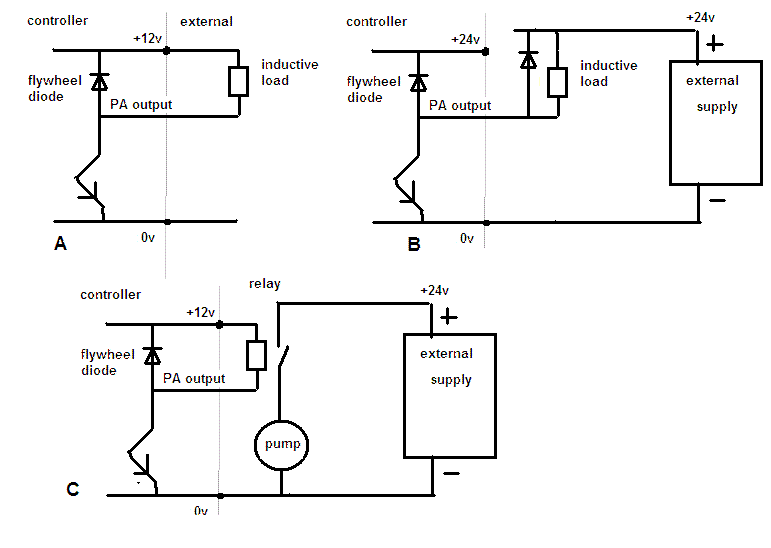 controller
external
+12v
flywheel
diode
inductive
load
PA output
0v
A
controller
+24v
flywheel
diode
PA output
inductive
load
+24v
+
external
supply
−
0v
B
controller
relay
+12v
flywheel
diode
PA output
pump
+24v
+
external
supply
−
0v
C